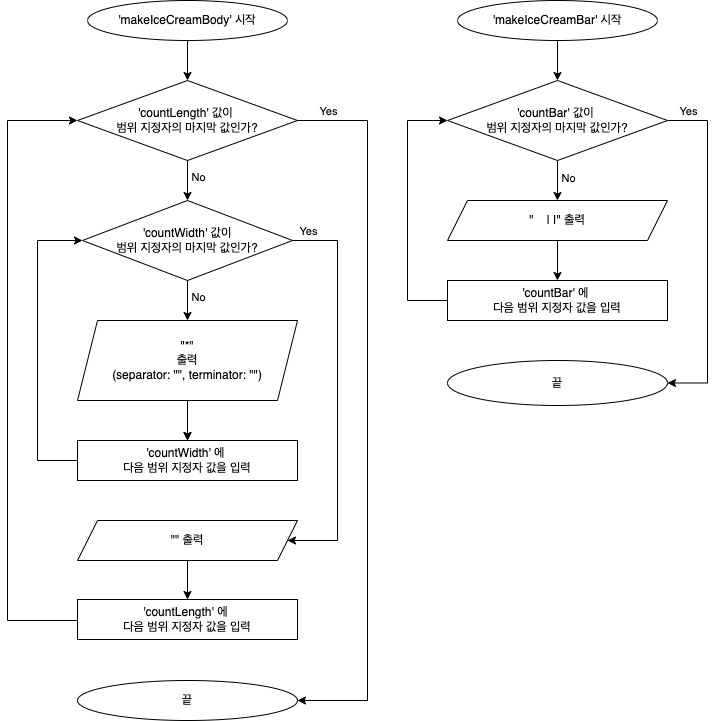 'makeIceCreamBody' 시작
'countLength' 값이
범위 지정자의 마지막 값인가?
Yes
No
'countWidth' 값이
범위 지정자의 마지막 값인가?
Yes
No
"*"
출력
(separator: "", terminator: "")
'countWidth' 에
다음 범위 지정자 값을 입력
"" 출력
'countLength' 에
다음 범위 지정자 값을 입력
끝
'makeIceCreamBar' 시작
'countBar' 값이
범위 지정자의 마지막 값인가?
Yes
No
"    | |" 출력
'countBar' 에
다음 범위 지정자 값을 입력
끝